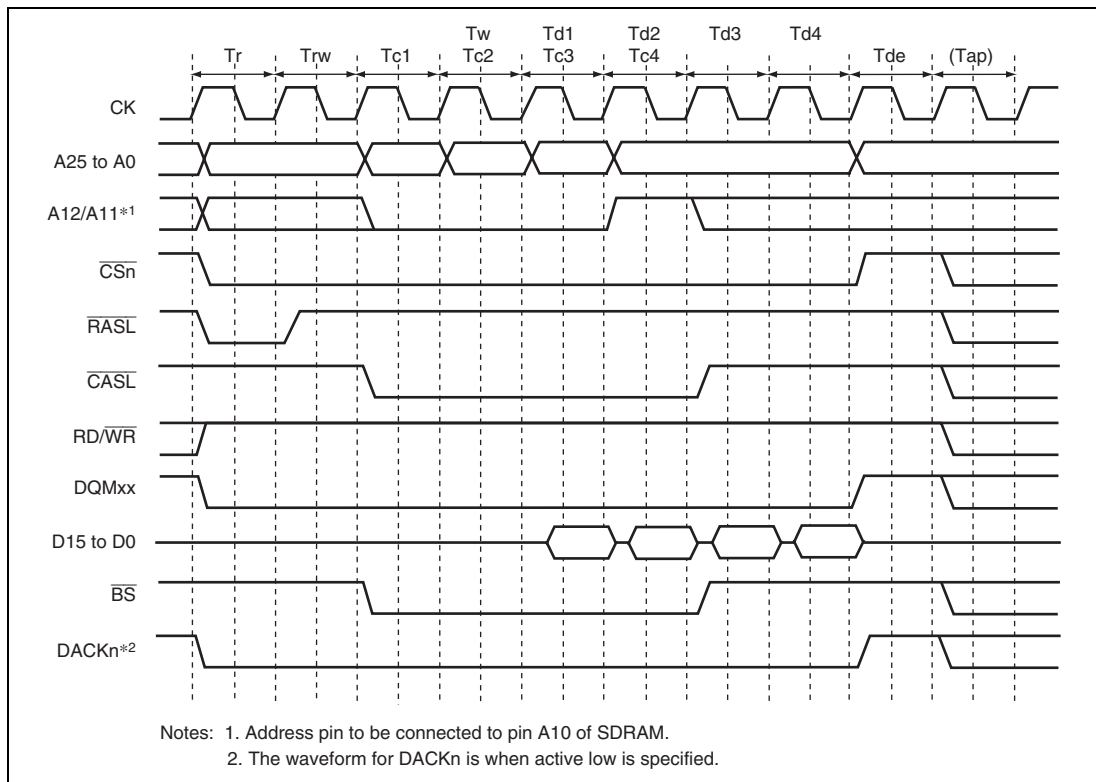 Tw Td1 Td2 Td3 Td4
Tr Trw Tc1 Tc2 Tc3 Tc4 Tde (Tap)
CK
A25 to A0
A12/A11*1
CSn
RASL
CASL
RD/WR
DQMxx
D15 to D0
BS
DACKn*2
Notes: 1. Address pin to be connected to pin A10 of SDRAM.
2. The waveform for DACKn is when active low is specified.